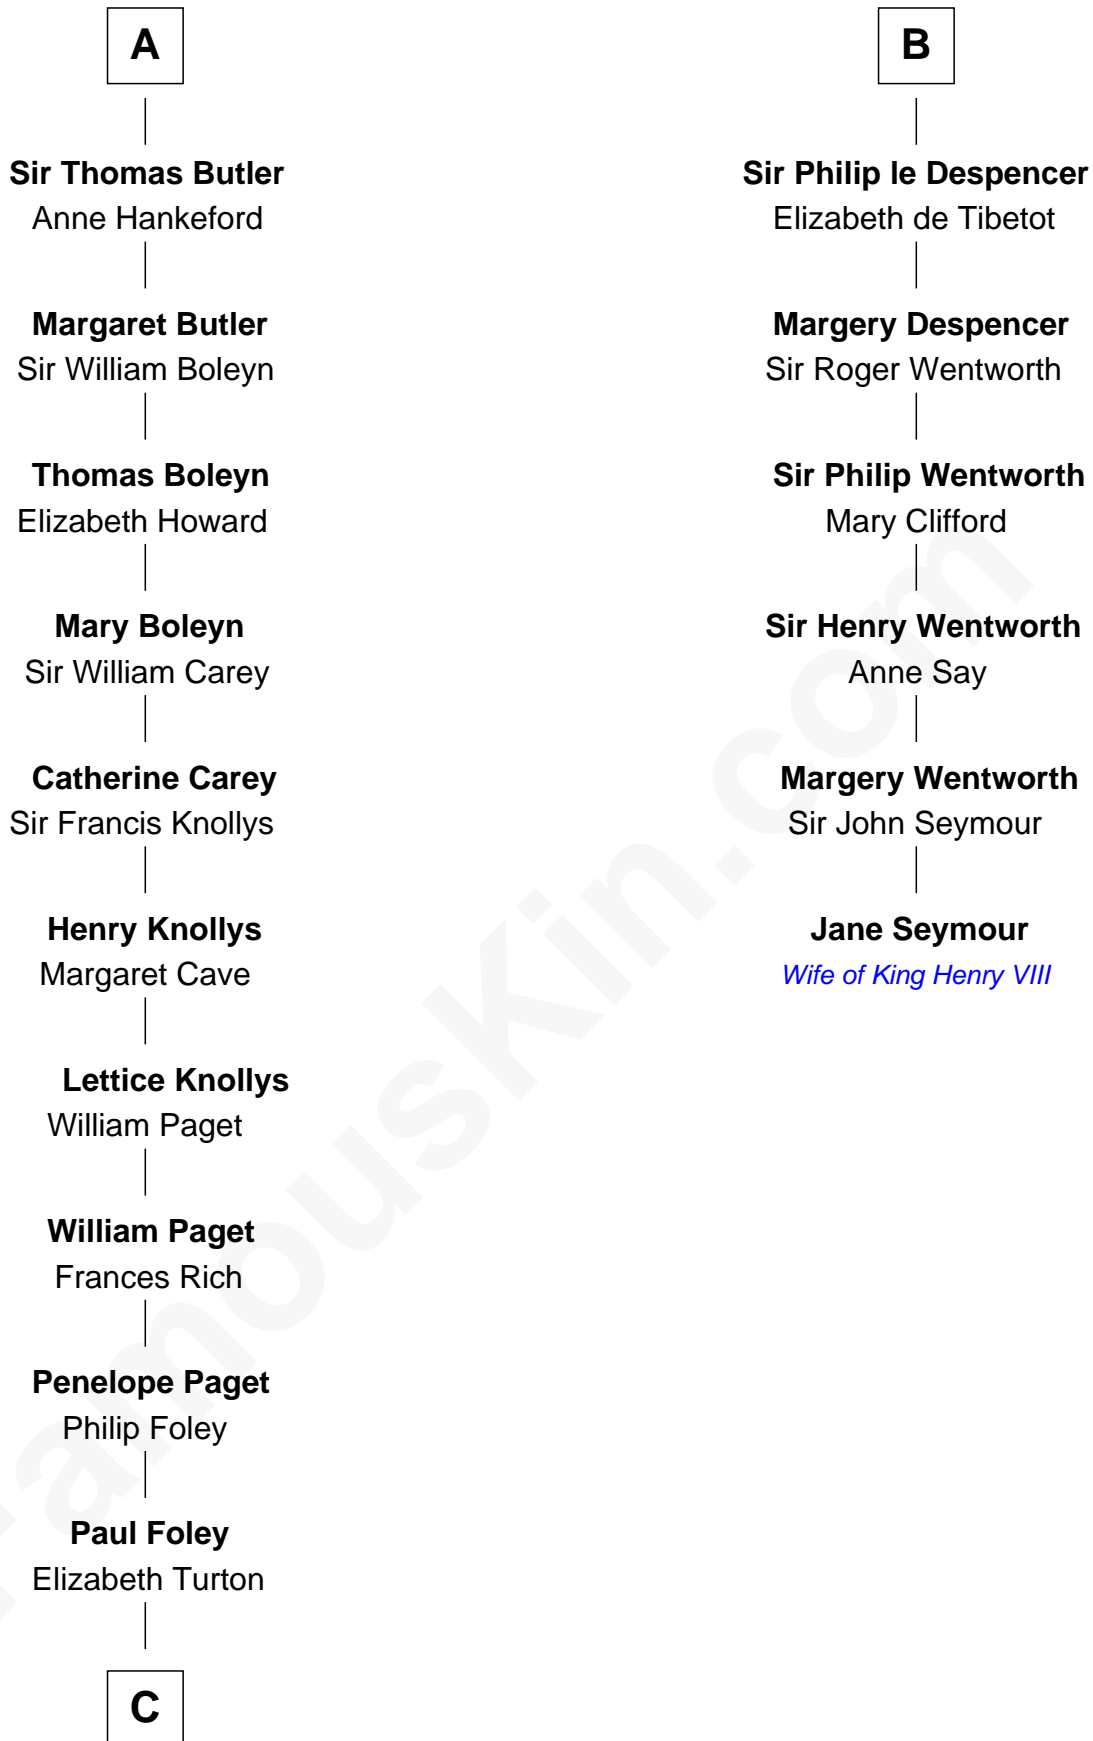 A
Sir Thomas Butler
Anne Hankeford
Margaret Butler
Sir William Boleyn
Thomas Boleyn
Elizabeth Howard
Mary Boleyn
Sir William Carey
Catherine Carey
Sir Francis Knollys
Henry Knollys
Margaret Cave
Lettice Knollys
William Paget
William Paget
Frances Rich
Penelope Paget
Philip Foley
Paul Foley
Elizabeth Turton
C
B
Sir Philip le Despencer
Elizabeth de Tibetot
Margery Despencer
Sir Roger Wentworth
Sir Philip Wentworth
Mary Clifford
Sir Henry Wentworth
Anne Say
Margery Wentworth
Sir John Seymour
Jane Seymour
Wife of King Henry VIII
FamousKin.com